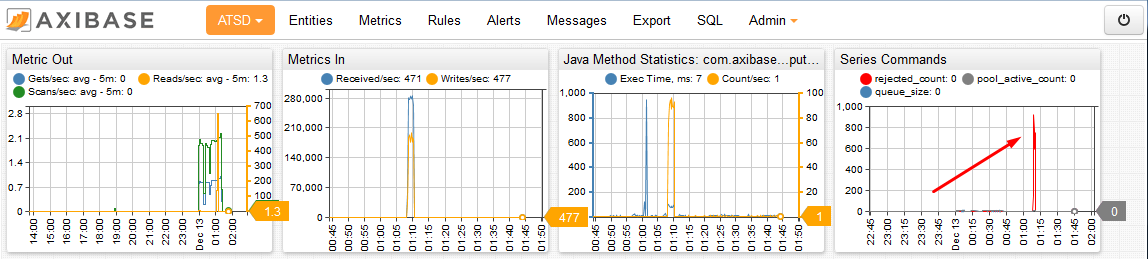 AXIBASE ATSD Entities Metrics Rules Alerts Messages Export SQL Admin
Metric Out
Gets/sec: avg - 5m: 0 Reads/sec: avg - 5m: 1.3
Scans/sec: avg - 5m: 0
2.8
2.1
1.4
0.7
0
700
600
500
400
300
200
100
0
1.3
14:00 15:00 16:00 17:00 18:00 19:00 20:00 21:00 22:00 23:00 Dec 13 01:00 02:00
Metrics In
Received/sec: 471 Writes/sec: 477
280,000
210,000
140,000
70,000
0
477
00:45 00:50 00:55 01:00 01:05 01:10 01:15 01:20 01:25 01:30 01:35 01:40 01:45 01:50
Java Method Statistics: com.axibase...put...
Exec Time, ms: 7 Count/sec: 1
1,000
800
600
400
200
0
100
80
60
40
20
0
1
00:45 00:50 00:55 01:00 01:05 01:10 01:15 01:20 01:25 01:30 01:35 01:40 01:45 01:50
Series Commands
rejected_count: 0 pool_active_count: 0
queue_size: 0
1,000
800
600
400
200
0
0
22:45 23:00 23:15 23:30 23:45 Dec 13 00:15 00:30 00:45 01:00 01:15 01:30 01:45 02:00